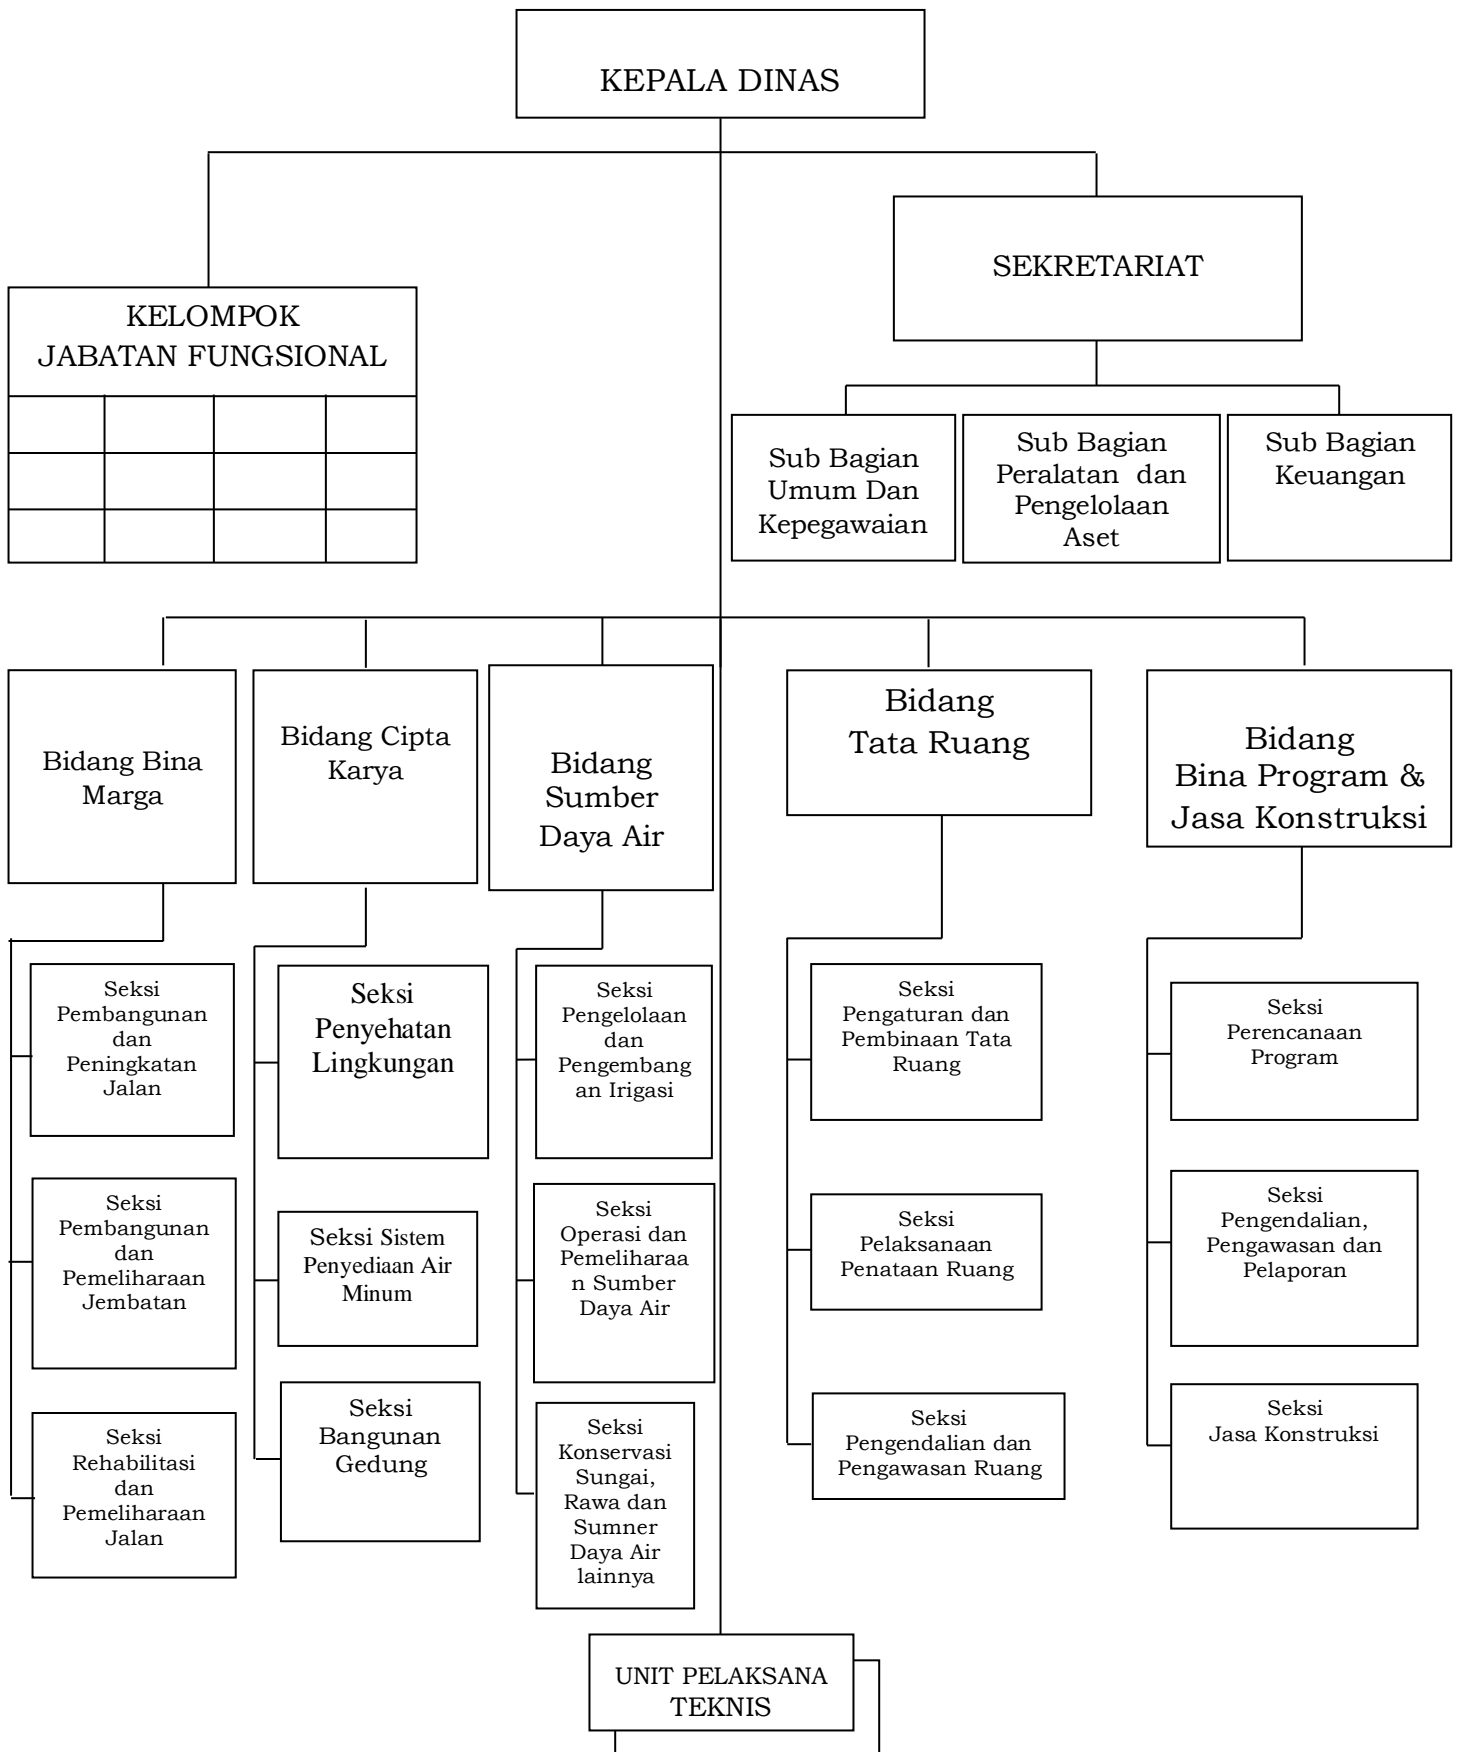 KEPALA DINAS
SEKRETARIAT
KELOMPOK
JABATAN FUNGSIONAL
Sub Bagian
Umum Dan
Kepegawaian
Sub Bagian
Peralatan dan
Pengelolaan
Aset
Sub Bagian
Keuangan
Bidang Bina
Marga
Bidang Cipta
Karya
Bidang
Sumber
Daya Air
Bidang
Tata Ruang
Bidang
Bina Program &
Jasa Konstruksi
Seksi
Pembangunan
dan
Peningkatan
Jalan
Seksi
Pembangunan
dan
Pemeliharaan
Jembatan
Seksi
Rehabilitasi
dan
Pemeliharaan
Jalan
Seksi
Penyehatan
Lingkungan
Seksi Sistem
Penyediaan Air
Minum
Seksi
Bangunan
Gedung
Seksi
Pengelolaan
dan
Pengembang
an Irigasi
Seksi
Operasi dan
Pemeliharaa
n Sumber
Daya Air
Seksi
Konservasi
Sungai,
Rawa dan
Sumner
Daya Air
lainnya
Seksi
Pengaturan dan
Pembinaan Tata
Ruang
Seksi
Pelaksanaan
Penataan Ruang
Seksi
Pengendalian dan
Pengawasan Ruang
Seksi
Perencanaan
Program
Seksi
Pengendalian,
Pengawasan dan
Pelaporan
Seksi
Jasa Konstruksi
UNIT PELAKSANA
TEKNIS